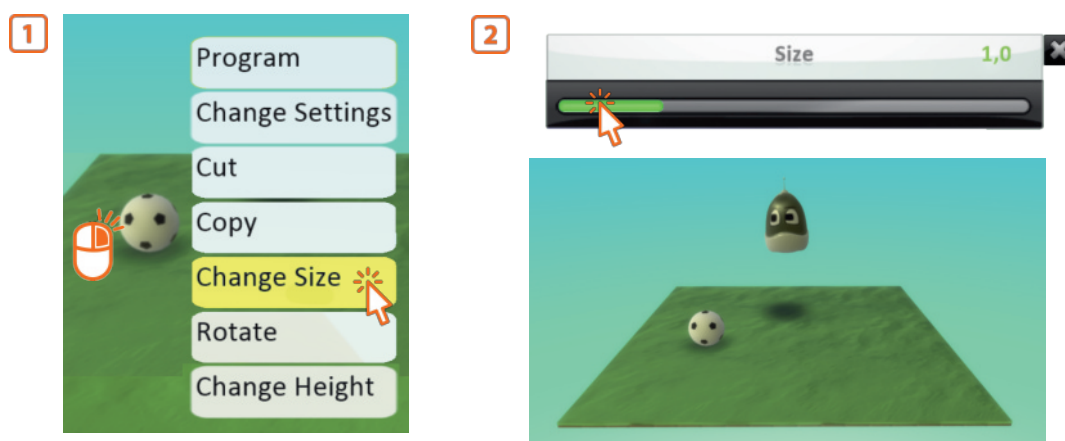 1
Program
Change Settings
Cut
Copy
Change Size
Rotate
Change Height
2
Size 1,0